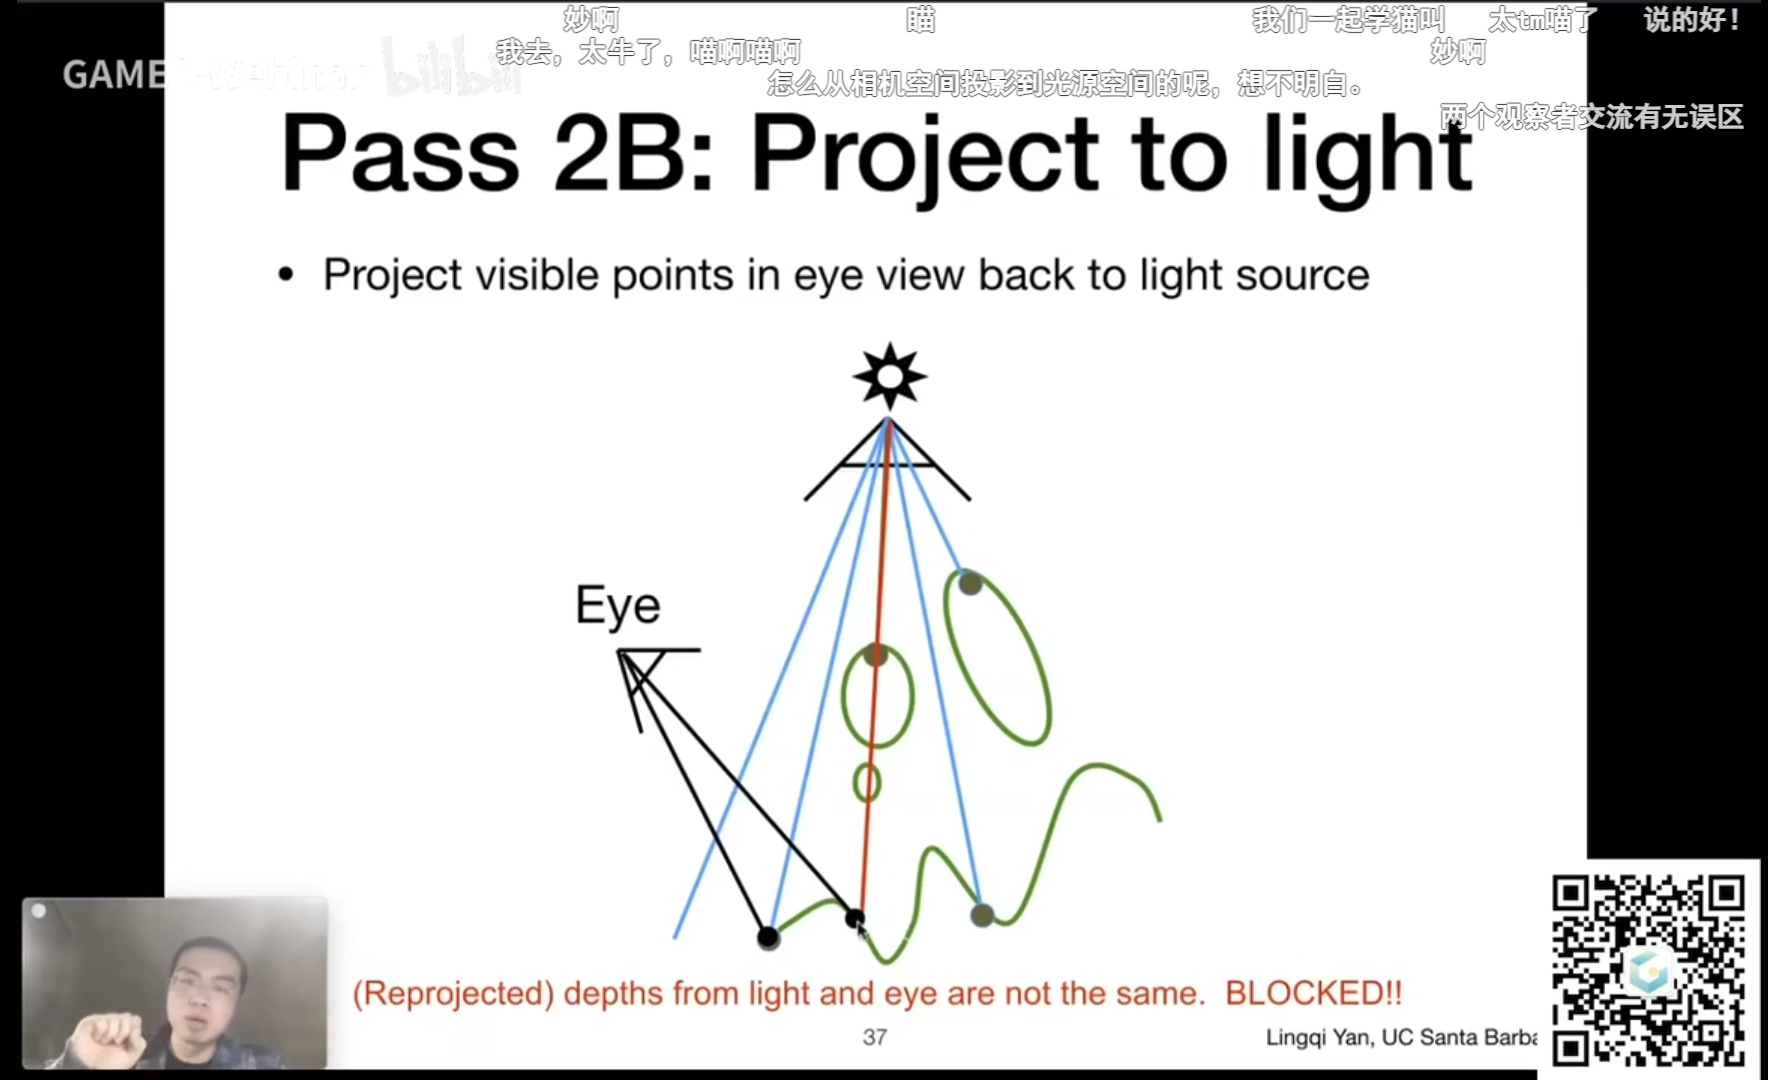 妙啊
瞄
我们一起学猫叫
太tm喵了
说的好！
我去，太牛了，喵啊喵啊
妙啊
GAME
bilibili
怎么从相机空间投影到光源空间的呢，想不明白。
两个观察者交流有无误区
Pass 2B: Project to light
• Project visible points in eye view back to light source
Eye
(Reprojected) depths from light and eye are not the same. BLOCKED!!
37
Lingqi Yan, UC Santa Barba